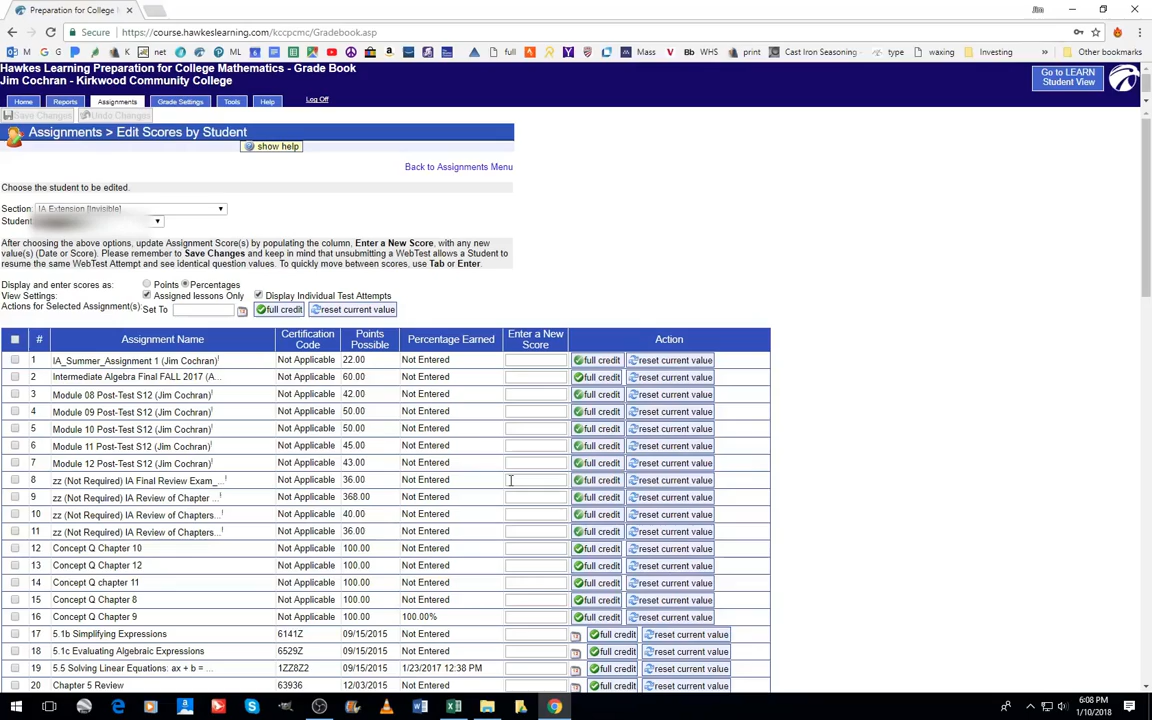 Preparation for College M
Jim
Secure
https://course.hawkeslearning.com/kccpcmc/Gradebook.asp
M
K
net
PL
ML
full
Mass
Vi
Bb WHS
print
Cast Iron Seasoning
type
waxing
Investing
»
Other bookmarks
Hawkes Learning Preparation for College Mathematics - Grade Book
Jim Cochran - Kirkwood Community College
Go to LEARN
Student View
Home
Reports
Assignments
Grade Settings
Tools
Help
Log Off
Save Changes
Undo Changes
Assignments > Edit Scores by Student
show help
Back to Assignments Menu
Choose the student to be edited.
Section: IA Extension [Invisible]
Student
After choosing the above options, update Assignment Score(s) by populating the column, Enter a New Score, with any new
value(s) (Date or Score). Please remember to Save Changes and keep in mind that unsubmitting a WebTest allows a Student to
resume the same WebTest Attempt and see identical question values. To quickly move between scores, use Tab or Enter.
Display and enter scores as: Points Percentages
View Settings: Assigned lessons Only Display Individual Test Attempts
Actions for Selected Assignment(s): Set To full credit reset current value
# Assignment Name Certification Code Points Possible Percentage Earned Enter a New Score Action
1 IA_Summer_Assignment 1 (Jim Cochran)! Not Applicable 22.00 Not Entered full credit reset current value
2 Intermediate Algebra Final FALL 2017 (A... Not Applicable 60.00 Not Entered full credit reset current value
3 Module 08 Post-Test S12 (Jim Cochran)! Not Applicable 42.00 Not Entered full credit reset current value
4 Module 09 Post-Test S12 (Jim Cochran)! Not Applicable 50.00 Not Entered full credit reset current value
5 Module 10 Post-Test S12 (Jim Cochran)! Not Applicable 50.00 Not Entered full credit reset current value
6 Module 11 Post-Test S12 (Jim Cochran)! Not Applicable 45.00 Not Entered full credit reset current value
7 Module 12 Post-Test S12 (Jim Cochran)! Not Applicable 43.00 Not Entered full credit reset current value
8 zz (Not Required) IA Final Review Exam_...! Not Applicable 36.00 Not Entered full credit reset current value
9 zz (Not Required) IA Review of Chapter ...! Not Applicable 368.00 Not Entered full credit reset current value
10 zz (Not Required) IA Review of Chapters...! Not Applicable 40.00 Not Entered full credit reset current value
11 zz (Not Required) IA Review of Chapters...! Not Applicable 36.00 Not Entered full credit reset current value
12 Concept Q Chapter 10 Not Applicable 100.00 Not Entered full credit reset current value
13 Concept Q Chapter 12 Not Applicable 100.00 Not Entered full credit reset current value
14 Concept Q chapter 11 Not Applicable 100.00 Not Entered full credit reset current value
15 Concept Q Chapter 8 Not Applicable 100.00 Not Entered full credit reset current value
16 Concept Q Chapter 9 Not Applicable 100.00 100.00% full credit reset current value
17 5.1b Simplifying Expressions 6141Z 09/15/2015 Not Entered full credit reset current value
18 5.1c Evaluating Algebraic Expressions 6529Z 09/15/2015 Not Entered full credit reset current value
19 5.5 Solving Linear Equations: ax + b = ... 1ZZ8Z2 09/15/2015 1/23/2017 12:38 PM full credit reset current value
20 Chapter 5 Review 63936 12/03/2015 Not Entered full credit reset current value
6:08 PM
1/10/2018